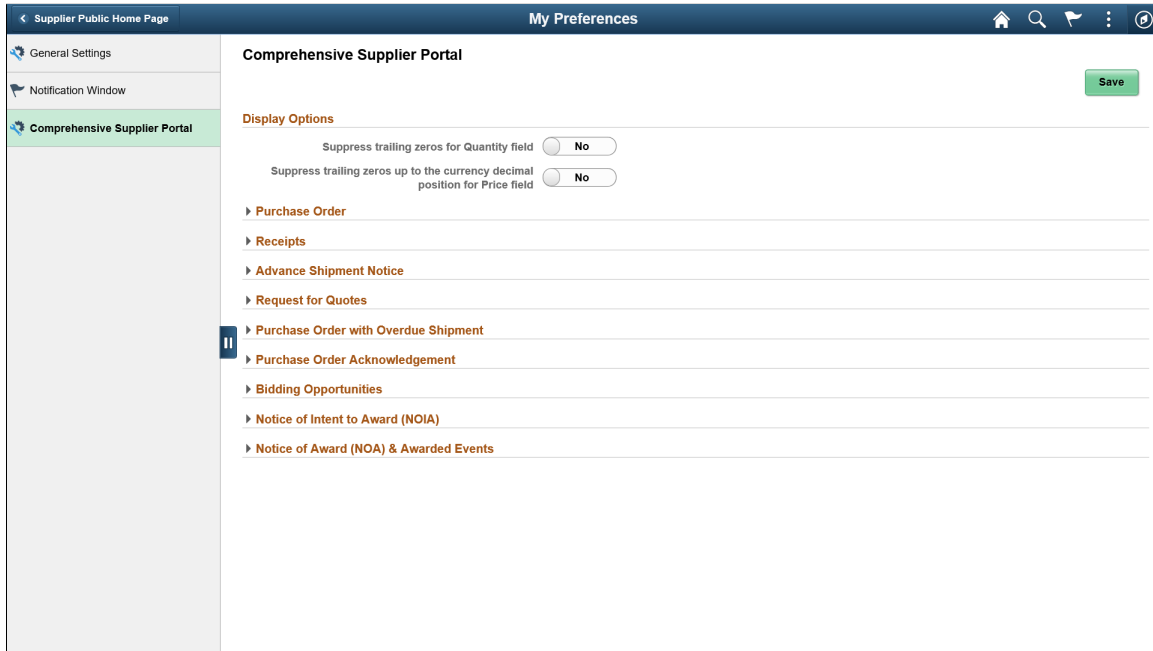 Supplier Public Home Page
My Preferences
General Settings
Notification Window
Comprehensive Supplier Portal
Comprehensive Supplier Portal
Save
Display Options
Suppress trailing zeros for Quantity field No
Suppress trailing zeros up to the currency decimal
position for Price field No
Purchase Order
Receipts
Advance Shipment Notice
Request for Quotes
Purchase Order with Overdue Shipment
Purchase Order Acknowledgement
Bidding Opportunities
Notice of Intent to Award (NOIA)
Notice of Award (NOA) & Awarded Events